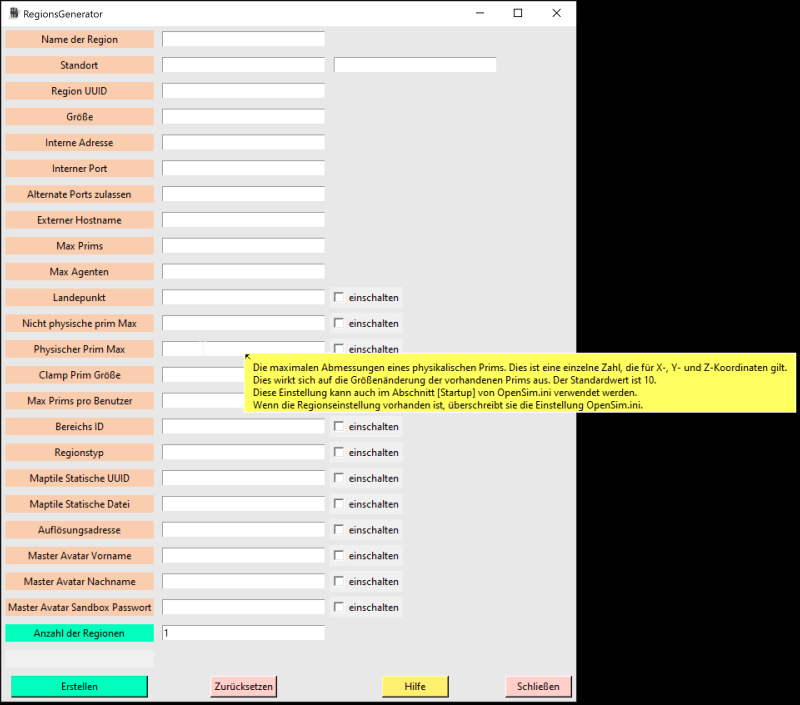 RegionsGenerator
Name der Region
Standort
Region UUID
Größe
Interne Adresse
Interner Port
Alternate Ports zulassen
Externer Hostname
Max Prims
Max Agenten
Landepunkt einschalten
Nicht physische prim Max einschalten
Physischer Prim Max einschalten
Die maximalen Abmessungen eines physikalischen Prims. Dies ist eine einzelne Zahl, die für X-, Y- und Z-Koordinaten gilt.
Dies wirkt sich auf die Größenänderung der vorhandenen Prims aus. Der Standardwert ist 10.
Diese Einstellung kann auch im Abschnitt [Startup] von OpenSim.ini verwendet werden.
Wenn die Regionseinstellung vorhanden ist, überschreibt sie die Einstellung OpenSim.ini.
Clamp Prim Größe
Max Prims pro Benutzer
Bereichs ID einschalten
Regionstyp einschalten
Maptile Statische UUID einschalten
Maptile Statische Datei einschalten
Auflösungsadresse einschalten
Master Avatar Vorname einschalten
Master Avatar Nachname einschalten
Master Avatar Sandbox Passwort einschalten
Anzahl der Regionen 1
Erstellen Zurücksetzen Hilfe Schließen